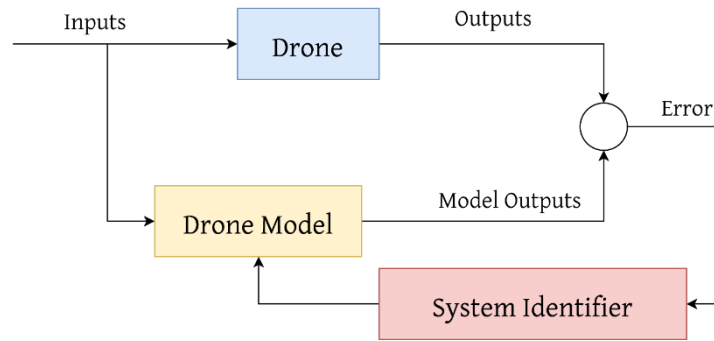 Inputs
Outputs
Drone
Error
Model Outputs
Drone Model
System Identifier